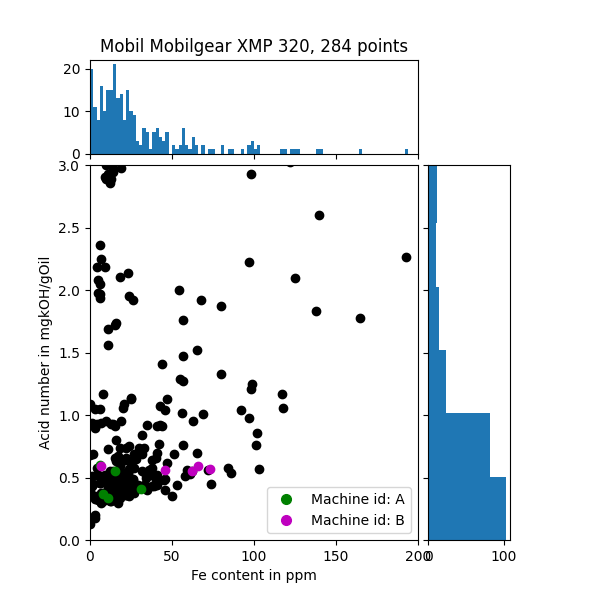 Mobil Mobilgear XMP 320, 284 points
20
10
0
3.0
2.5
2.0
1.5
1.0
0.5
0.0
Acid number in mgkOH/gOil
Machine id: A
Machine id: B
0 50 100 150 200 0 100
Fe content in ppm